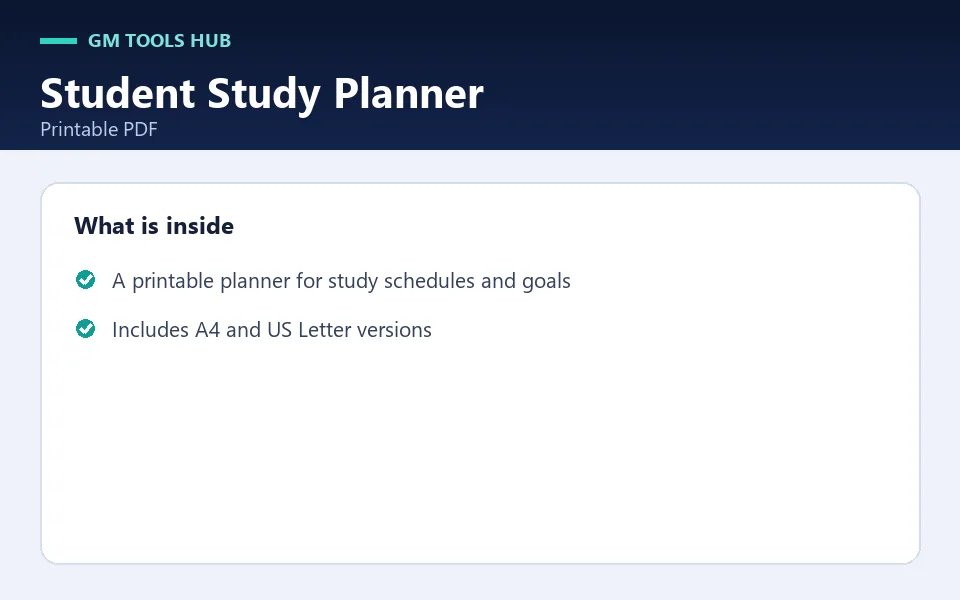 GM TOOLS HUB
Student Study Planner
Printable PDF
What is inside
A printable planner for study schedules and goals
Includes A4 and US Letter versions